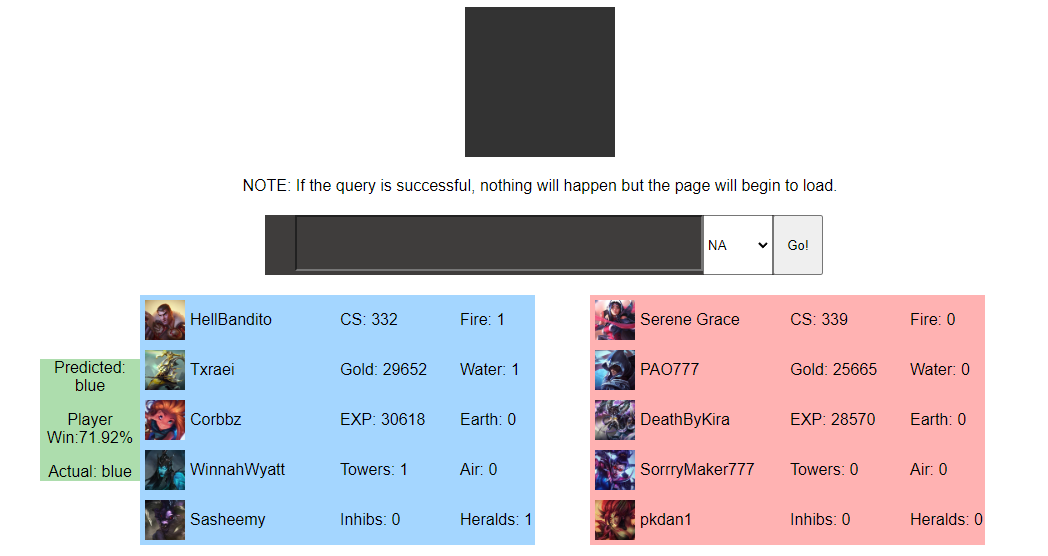 NOTE: If the query is successful, nothing will happen but the page will begin to load.
NA
Go!
Predicted:
blue
Player
Win:71.92%
Actual: blue
HellBandito CS: 332 Fire: 1
Txraei Gold: 29652 Water: 1
Corbbz EXP: 30618 Earth: 0
WinnahWyatt Towers: 1 Air: 0
Sasheemy Inhibs: 0 Heralds: 1
Serene Grace CS: 339 Fire: 0
PAO777 Gold: 25665 Water: 0
DeathByKira EXP: 28570 Earth: 0
SorrryMaker777 Towers: 0 Air: 0
pkdan1 Inhibs: 0 Heralds: 0